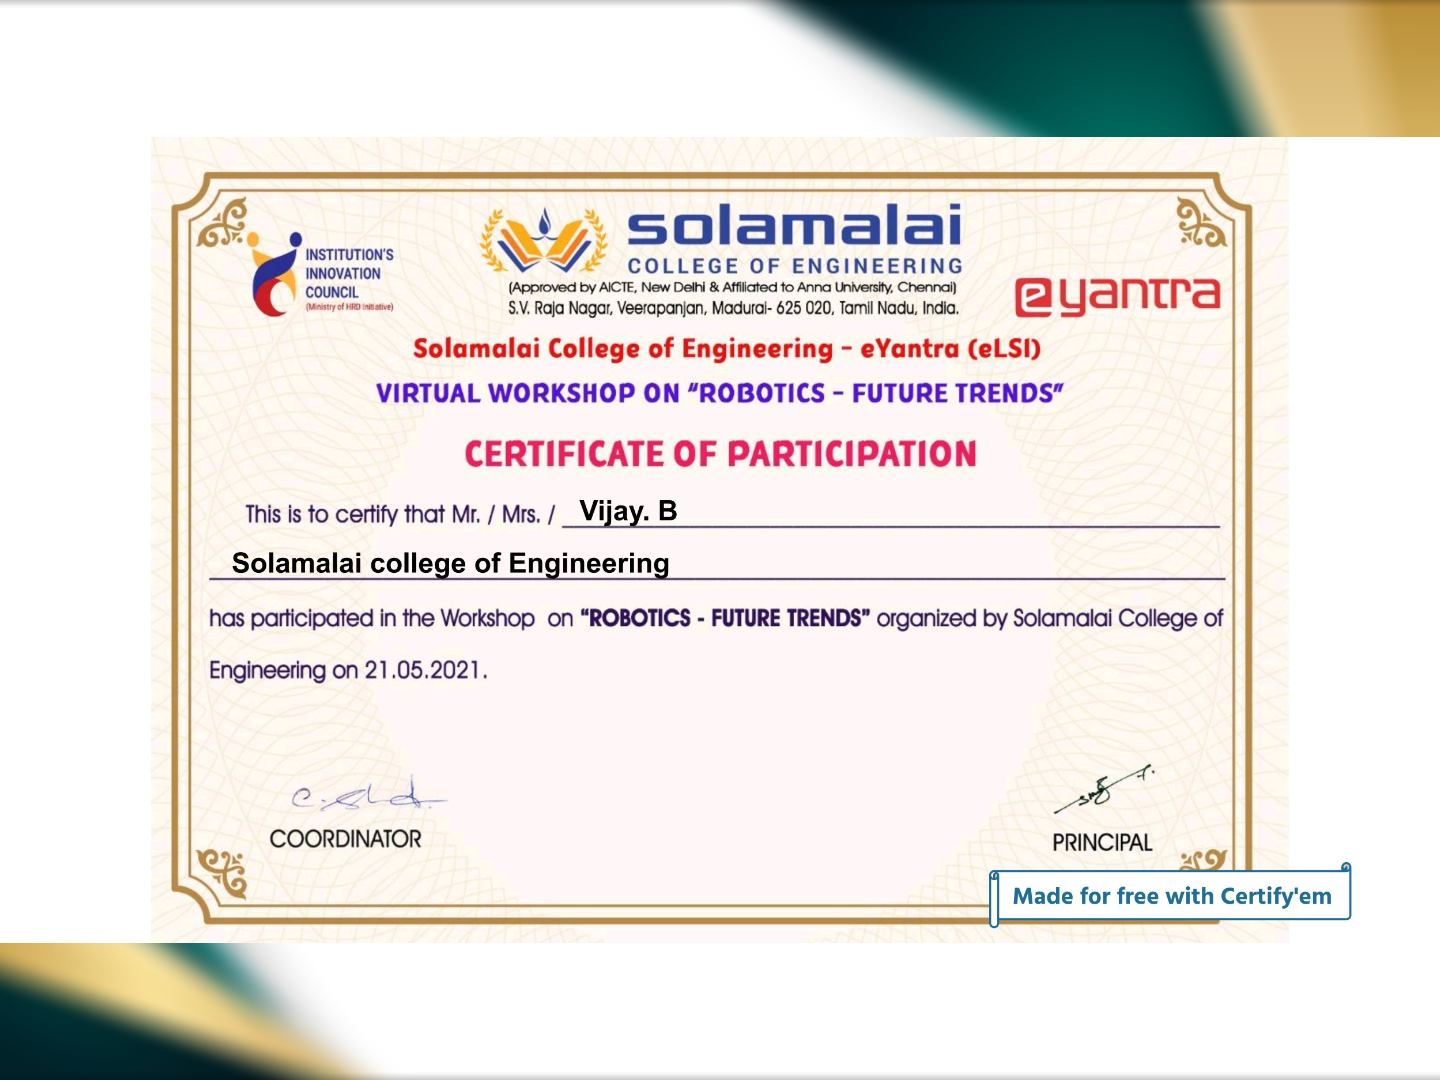 INSTITUTION'S
INNOVATION
COUNCIL
(Ministry of HRD Initiative)
solamalai
COLLEGE OF ENGINEERING
(Approved by AICTE, New Delhi & Affiliated to Anna University, Chennai)
S.V. Raja Nagar, Veerapanjan, Madurai- 625 020, Tamil Nadu, India.
eyantra
Solamalai College of Engineering - eYantra (eLSI)
VIRTUAL WORKSHOP ON "ROBOTICS - FUTURE TRENDS"
CERTIFICATE OF PARTICIPATION
This is to certify that Mr. / Mrs. / Vijay. B
Solamalai college of Engineering
has participated in the Workshop on "ROBOTICS - FUTURE TRENDS" organized by Solamalai College of
Engineering on 21.05.2021.
COORDINATOR
PRINCIPAL
Made for free with Certify'em